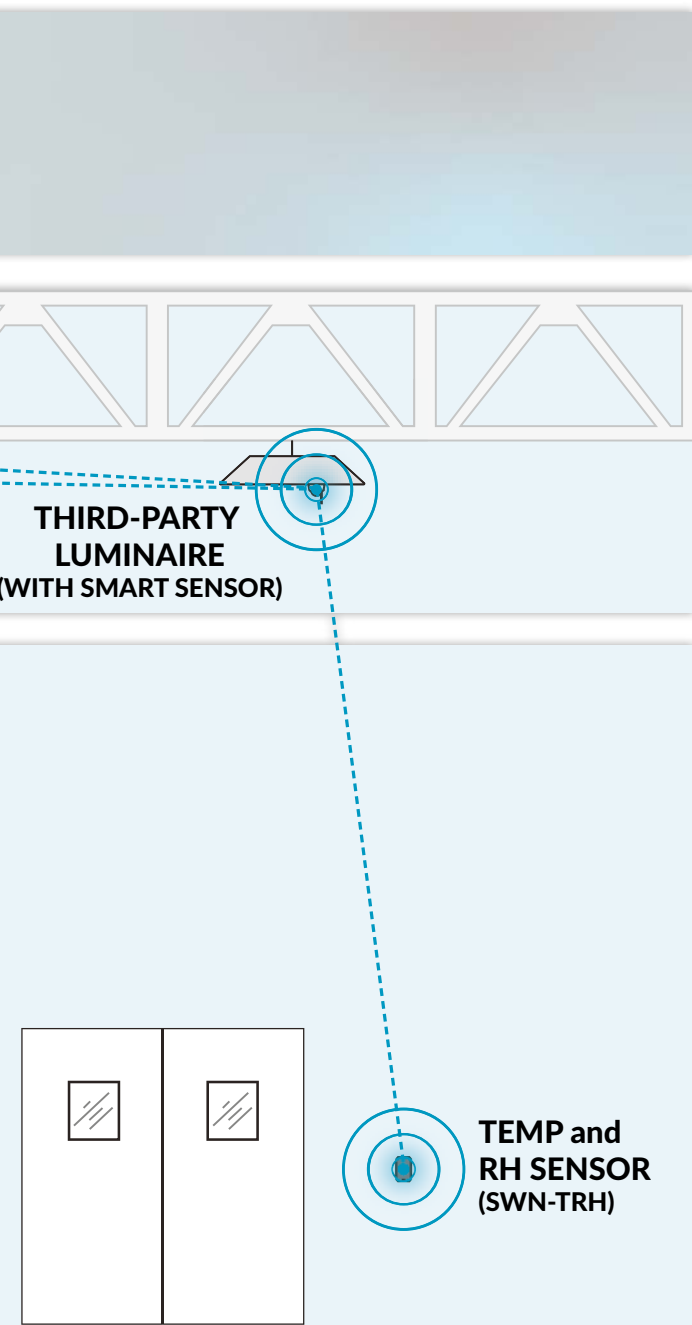 THIRD-PARTY
LUMINAIRE
(WITH SMART SENSOR)
TEMP and
RH SENSOR
(SWN-TRH)